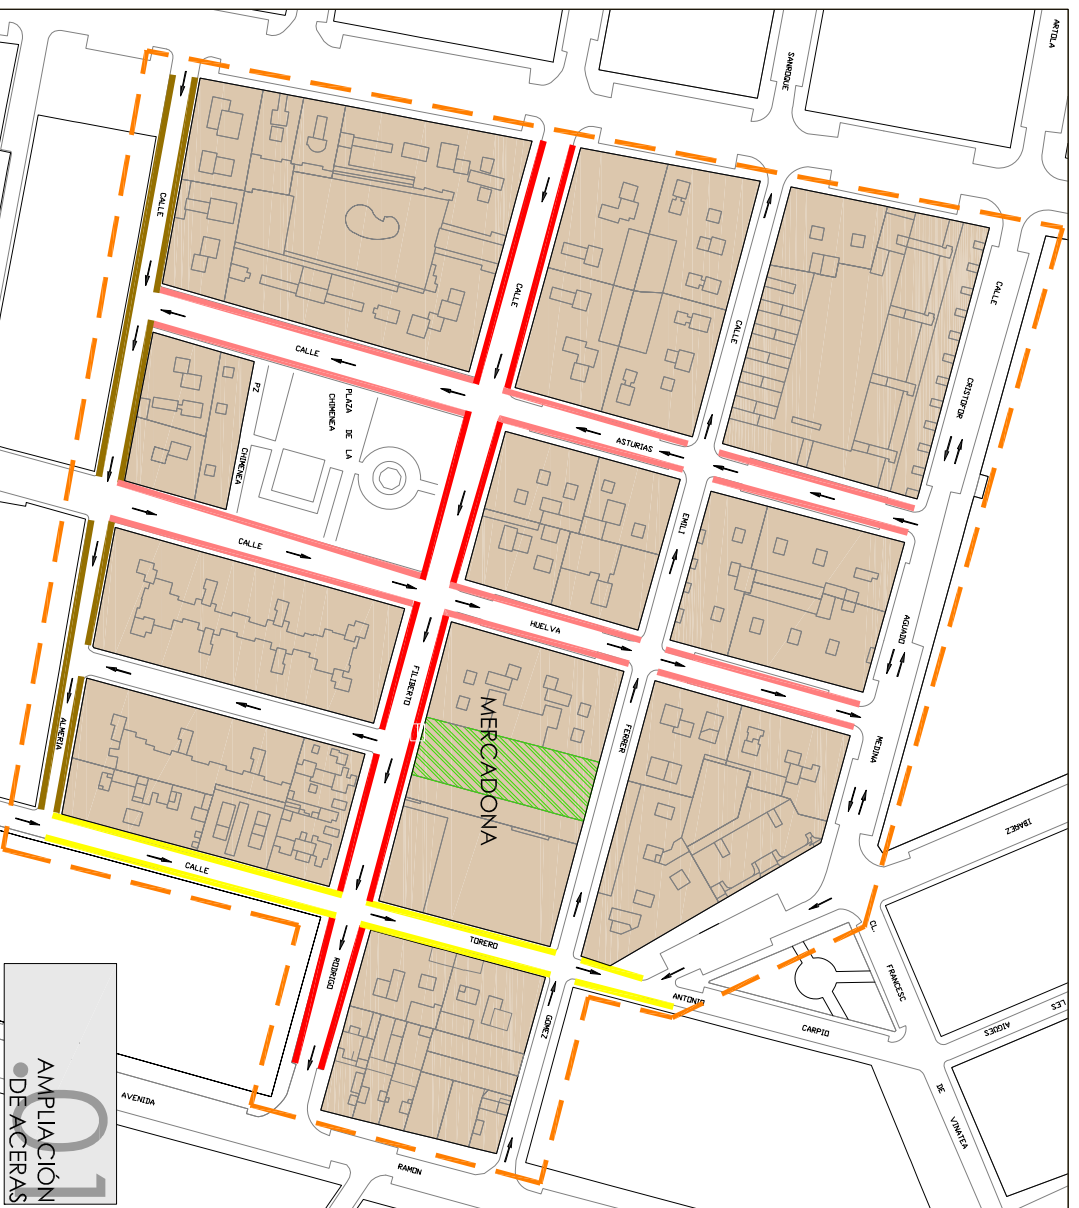 ARTOLA
SANROQUE
CALLE
CALLE
CALLE
CALLE
CRISTOFOR
CALLE
PLAZA DE LA
CHIMENEA
PZ
CHIMENEA
ASTURIAS
EMILI
CALLE
HUELVA
AGUADO
FILIBERTO
MERCADONA
FERRER
MEDINA
ALMERIA
IBAÑEZ
CALLE
TORERO
CL.
FRANCESC
RODRIGO
ANTONIO
CARPIO
GOMEZ
LES
AIGÜES
DE
VINATEA
AVENIDA
RAMON
.01
AMPLIACIÓN
DE ACERAS